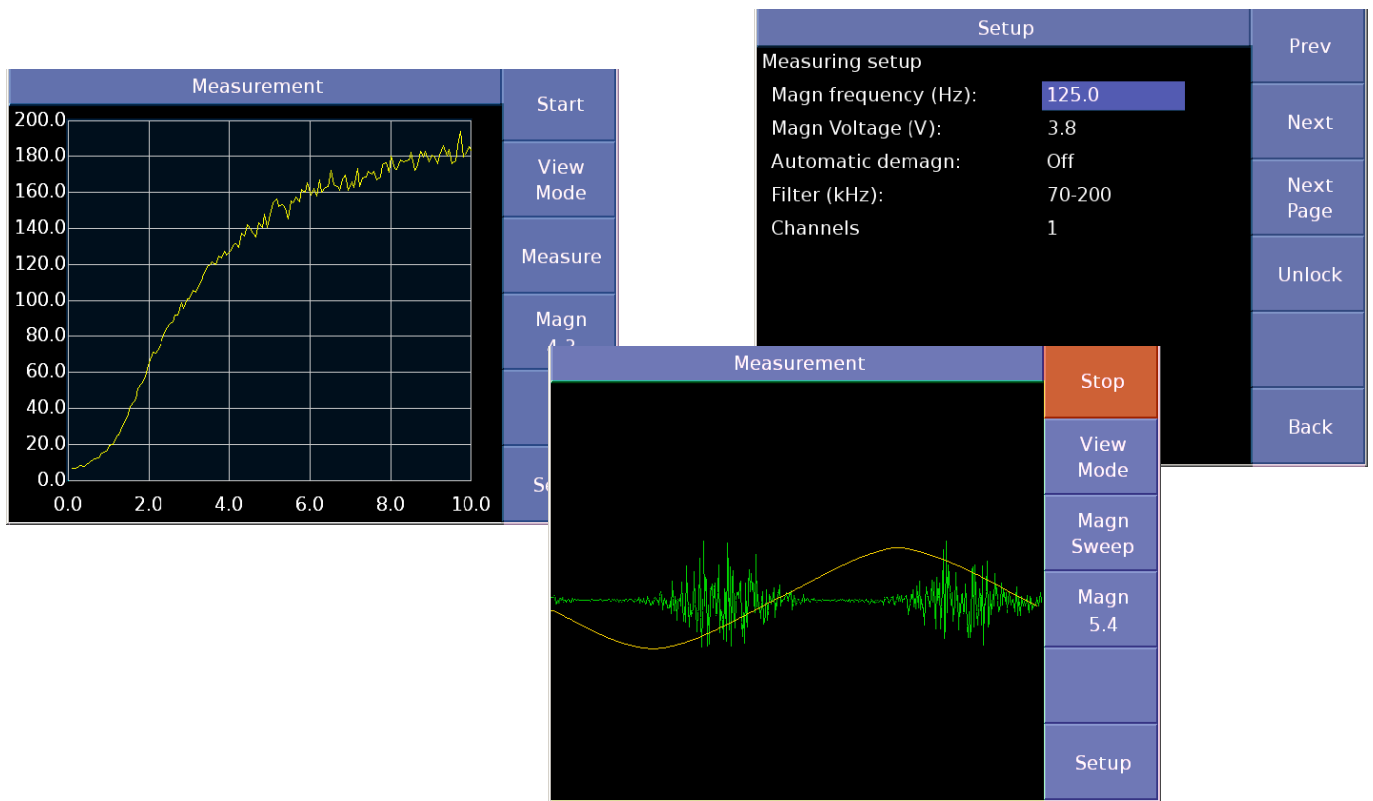 Measurement
200.0
180.0
160.0
140.0
120.0
100.0
80.0
60.0
40.0
20.0
0.0
0.0 2.0 4.0 6.0 8.0 10.0
Start
View
Mode
Measure
Magn
Setup
Measuring setup
Magn frequency (Hz): 125.0
Magn Voltage (V): 3.8
Automatic demagn: Off
Filter (kHz): 70-200
Channels 1
Prev
Next
Next
Page
Unlock
Back
Measurement
Stop
View
Mode
Magn
Sweep
Magn
5.4
Setup